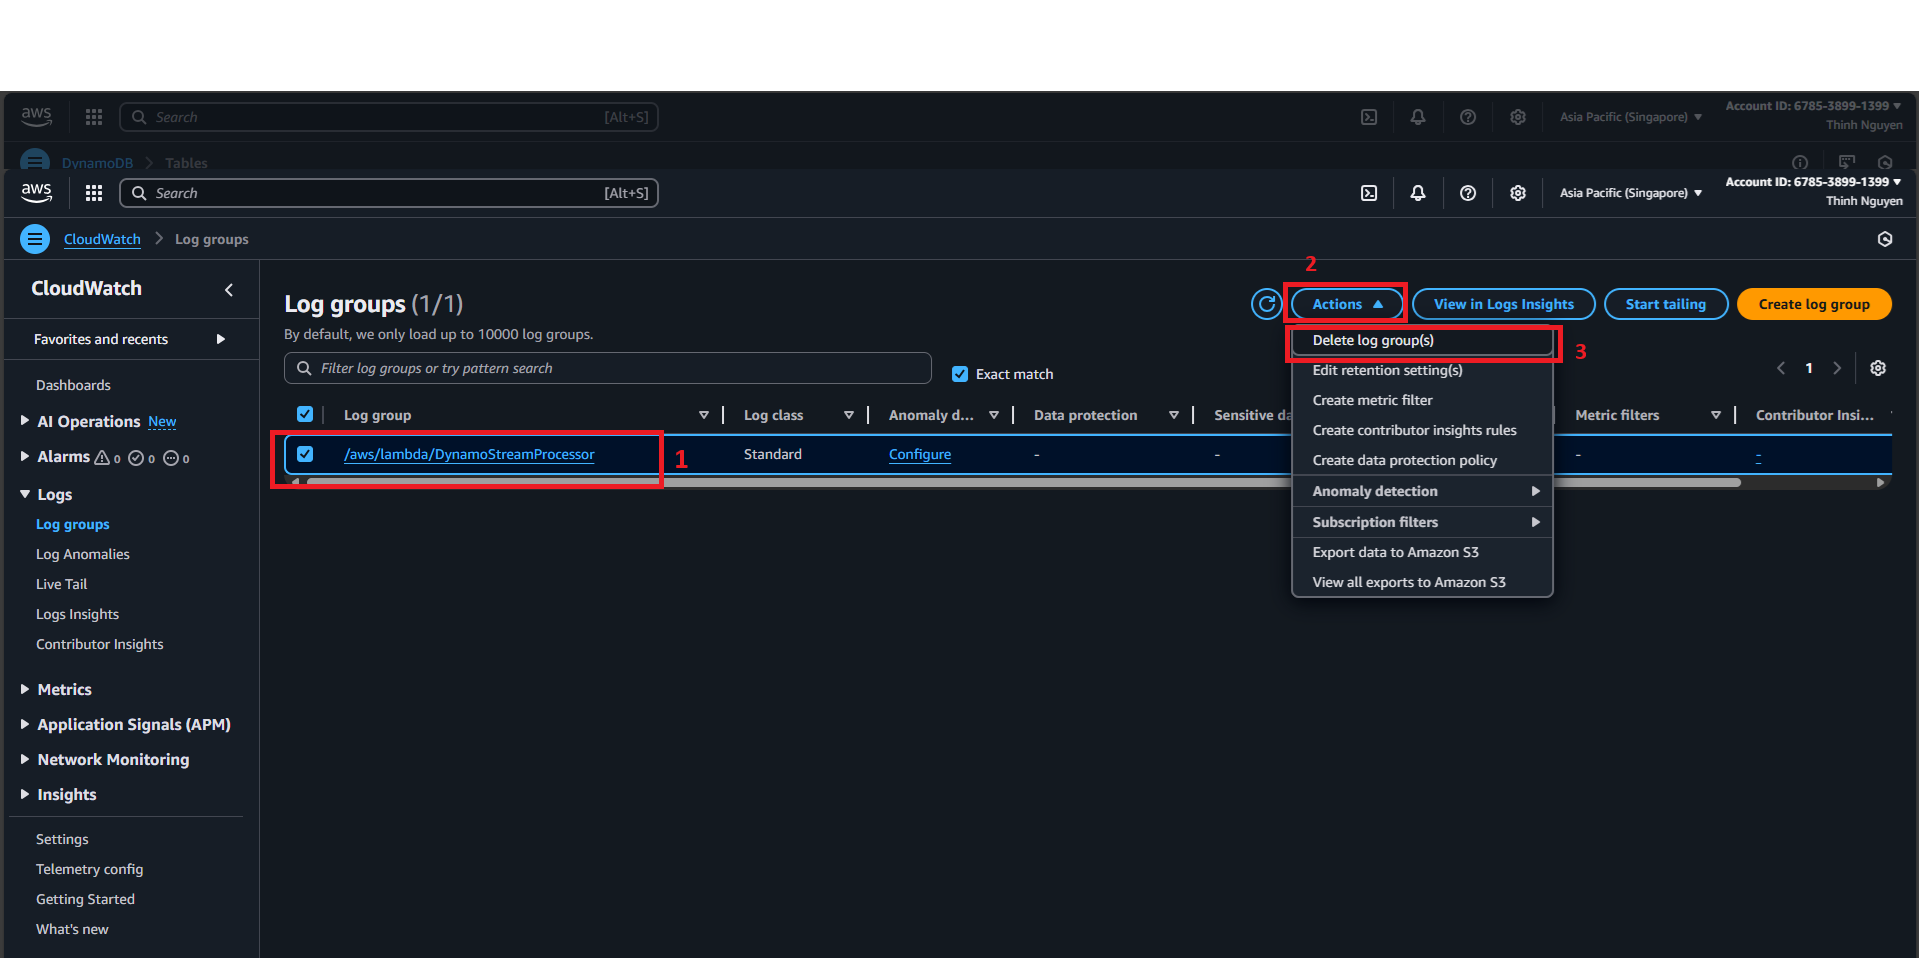 aws
Search [Alt+S]
Asia Pacific (Singapore)
Account ID: 6785-3899-1399
Thinh Nguyen
DynamoDB Tables
aws
Search [Alt+S]
Asia Pacific (Singapore)
Account ID: 6785-3899-1399
Thinh Nguyen
CloudWatch Log groups
CloudWatch
Favorites and recents
Dashboards
AI Operations New
Alarms 0 0 0
Logs
Log groups
Log Anomalies
Live Tail
Logs Insights
Contributor Insights
Metrics
Application Signals (APM)
Network Monitoring
Insights
Settings
Telemetry config
Getting Started
What's new
2
Log groups (1/1)
By default, we only load up to 10000 log groups.
Actions
View in Logs Insights
Start tailing
Create log group
Filter log groups or try pattern search
Exact match
1
Log group Log class Anomaly d... Data protection Sensitive da Metric filters Contributor Insi...
/aws/lambda/DynamoStreamProcessor 1 Standard Configure - - - -
Delete log group(s)
3
Edit retention setting(s)
Create metric filter
Create contributor insights rules
Create data protection policy
Anomaly detection
Subscription filters
Export data to Amazon S3
View all exports to Amazon S3